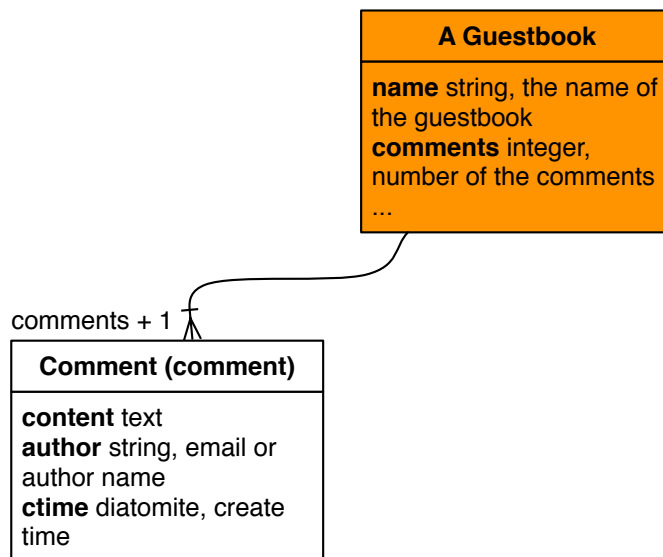 A Guestbook
name string, the name of
the guestbook
comments integer,
number of the comments
...
comments + 1
Comment (comment)
content text
author string, email or
author name
ctime diatomite, create
time